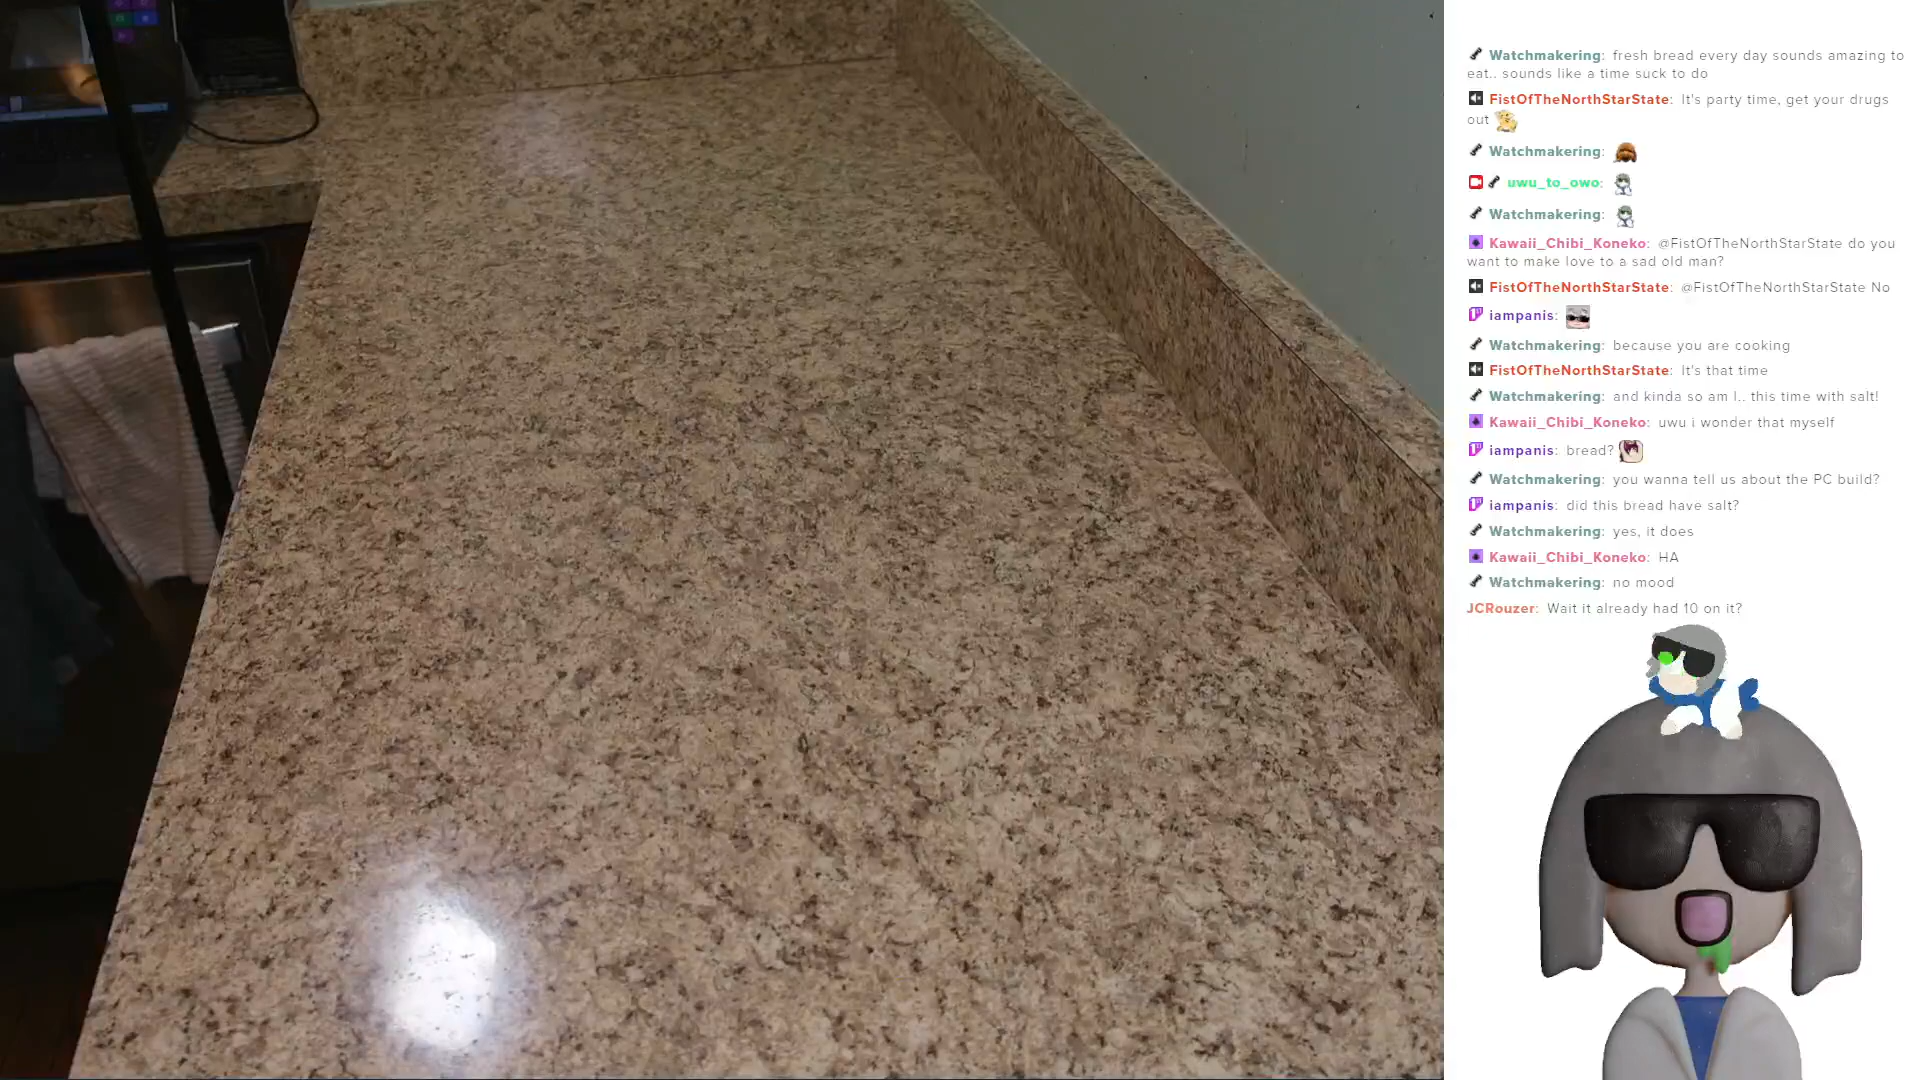 Watchmakering: fresh bread every day sounds amazing to
eat.. sounds like a time suck to do
FistOfTheNorthStarState: It's party time, get your drugs
out
Watchmakering:
uwu_to_owo:
Watchmakering:
Kawaii_Chibi_Koneko: @FistOfTheNorthStarState do you
want to make love to a sad old man?
FistOfTheNorthStarState: @FistOfTheNorthStarState No
iampanis:
Watchmakering: because you are cooking
FistOfTheNorthStarState: It's that time
Watchmakering: and kinda so am I.. this time with salt!
Kawaii_Chibi_Koneko: uwu i wonder that myself
iampanis: bread?
Watchmakering: you wanna tell us about the PC build?
iampanis: did this bread have salt?
Watchmakering: yes, it does
Kawaii_Chibi_Koneko: HA
Watchmakering: no mood
JCRouzer: Wait it already had 10 on it?